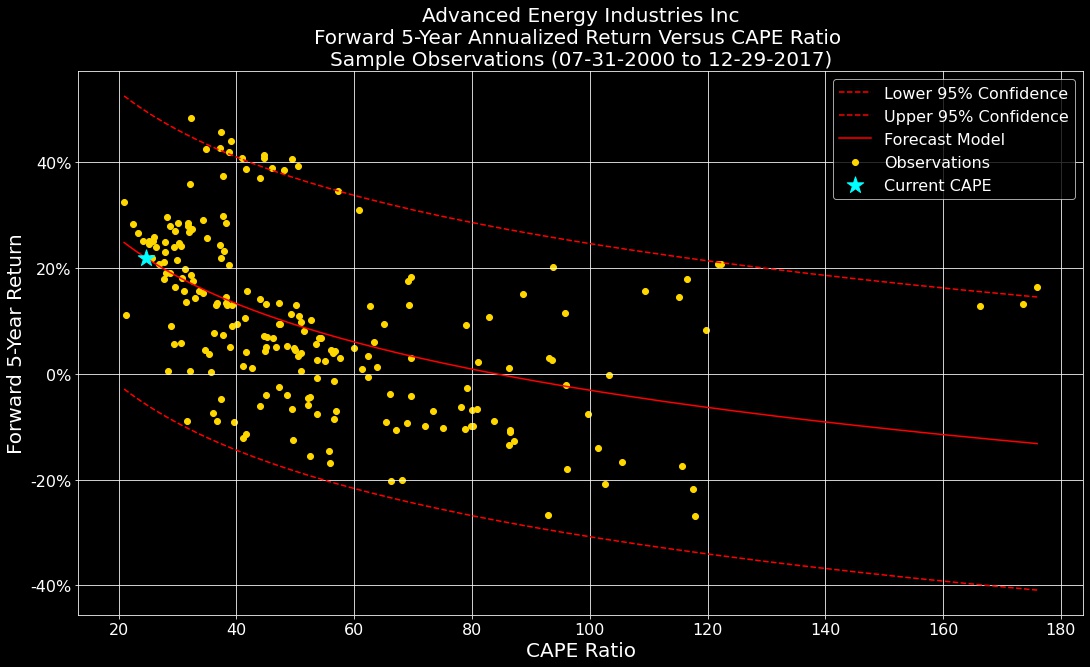 Advanced Energy Industries Inc
Forward 5-Year Annualized Return Versus CAPE Ratio
Sample Observations (07-31-2000 to 12-29-2017)
Lower 95% Confidence
Upper 95% Confidence
Forecast Model
Observations
Current CAPE
Forward 5-Year Return
40%
20%
0%
-20%
-40%
20 40 60 80 100 120 140 160 180
CAPE Ratio